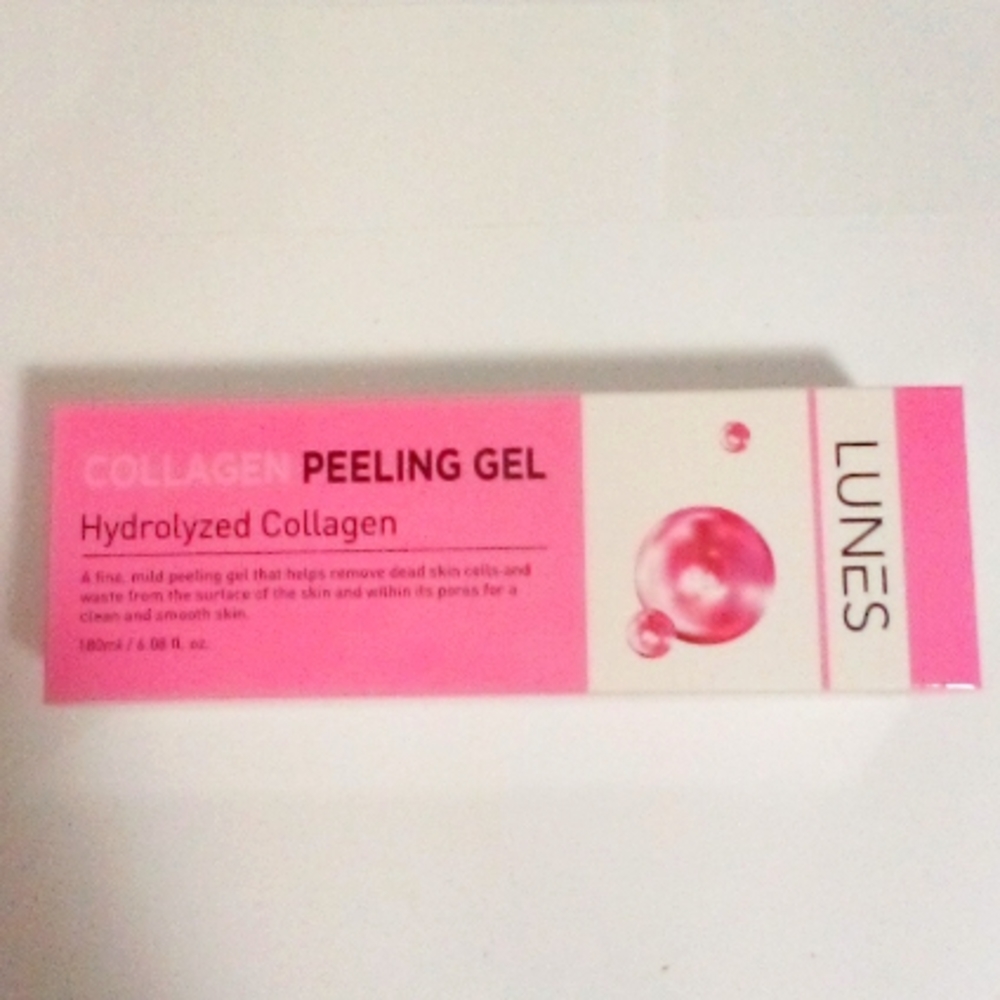 COLLAGEN PEELING GEL
Hydrolyzed Collagen
A fine, mild peeling gel that helps remove dead skin cells and
waste from the surface of the skin and within its pores for a
clean and smooth skin.
180ml / 6.08 fl. oz.
LUNES